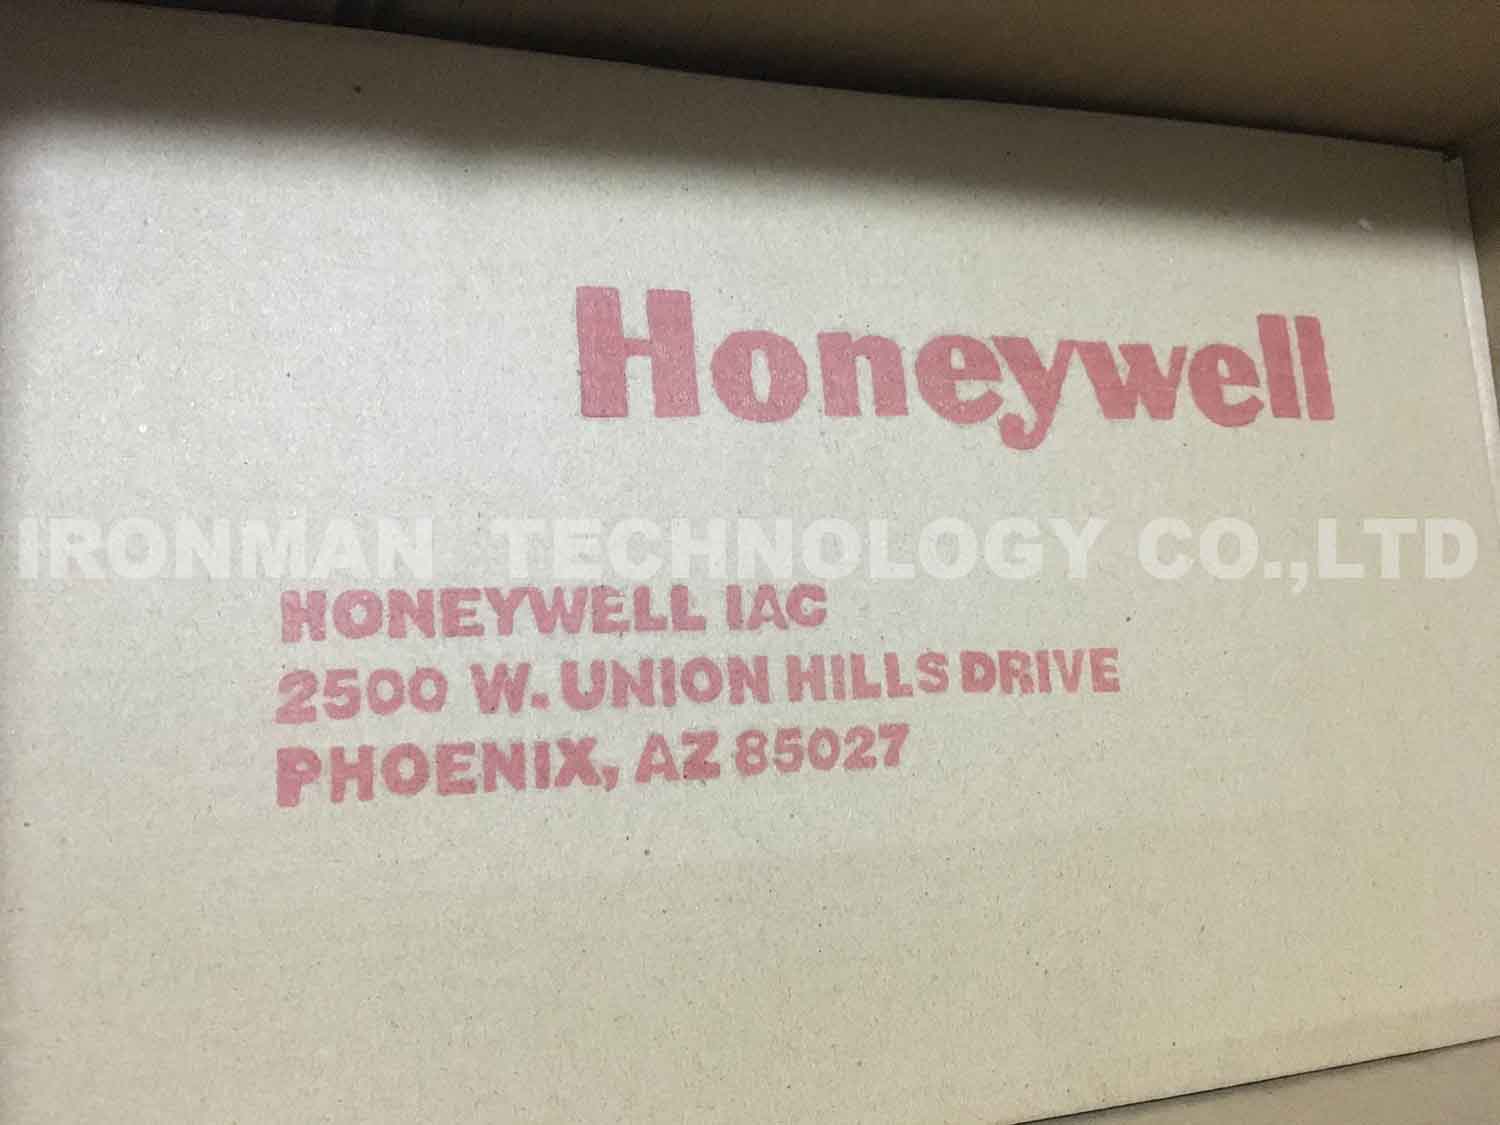 Honeywell
IRONMAN TECHNOLOGY CO.,LTD
HONEYWELL IAC
2500 W. UNION HILLS DRIVE
PHOENIX, AZ 85027